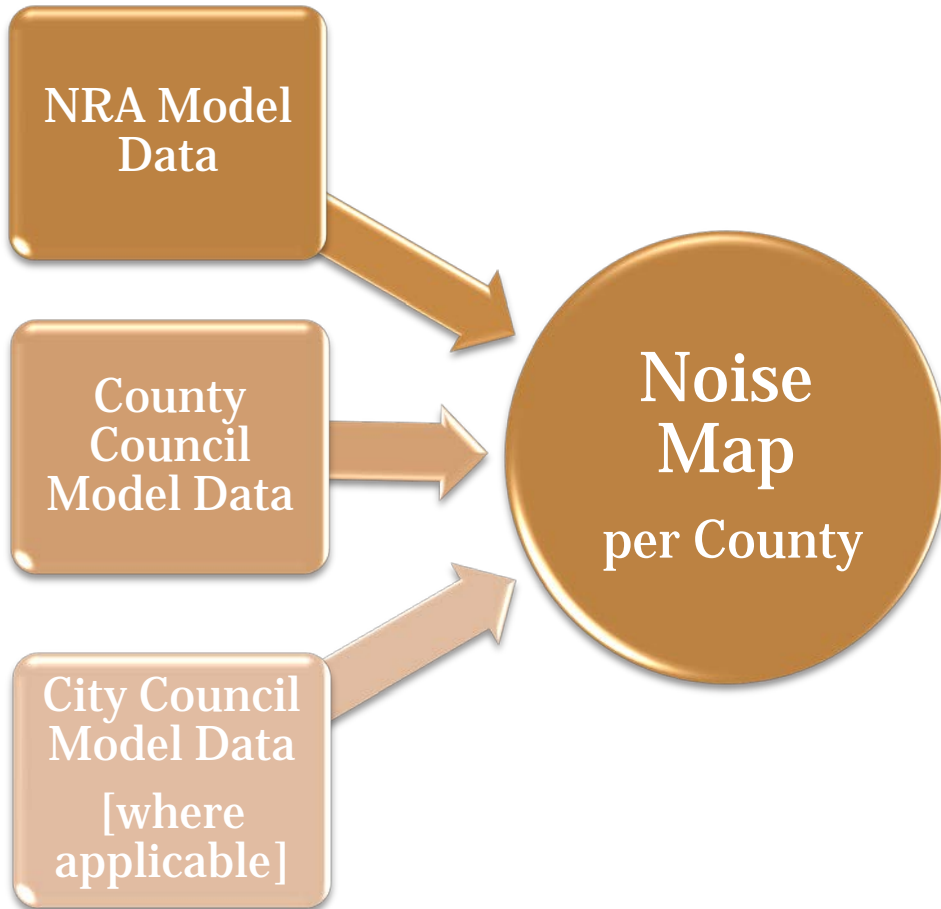 NRA Model
Data
County
Council
Model Data
City Council
Model Data
[where
applicable]
Noise
Map
per County